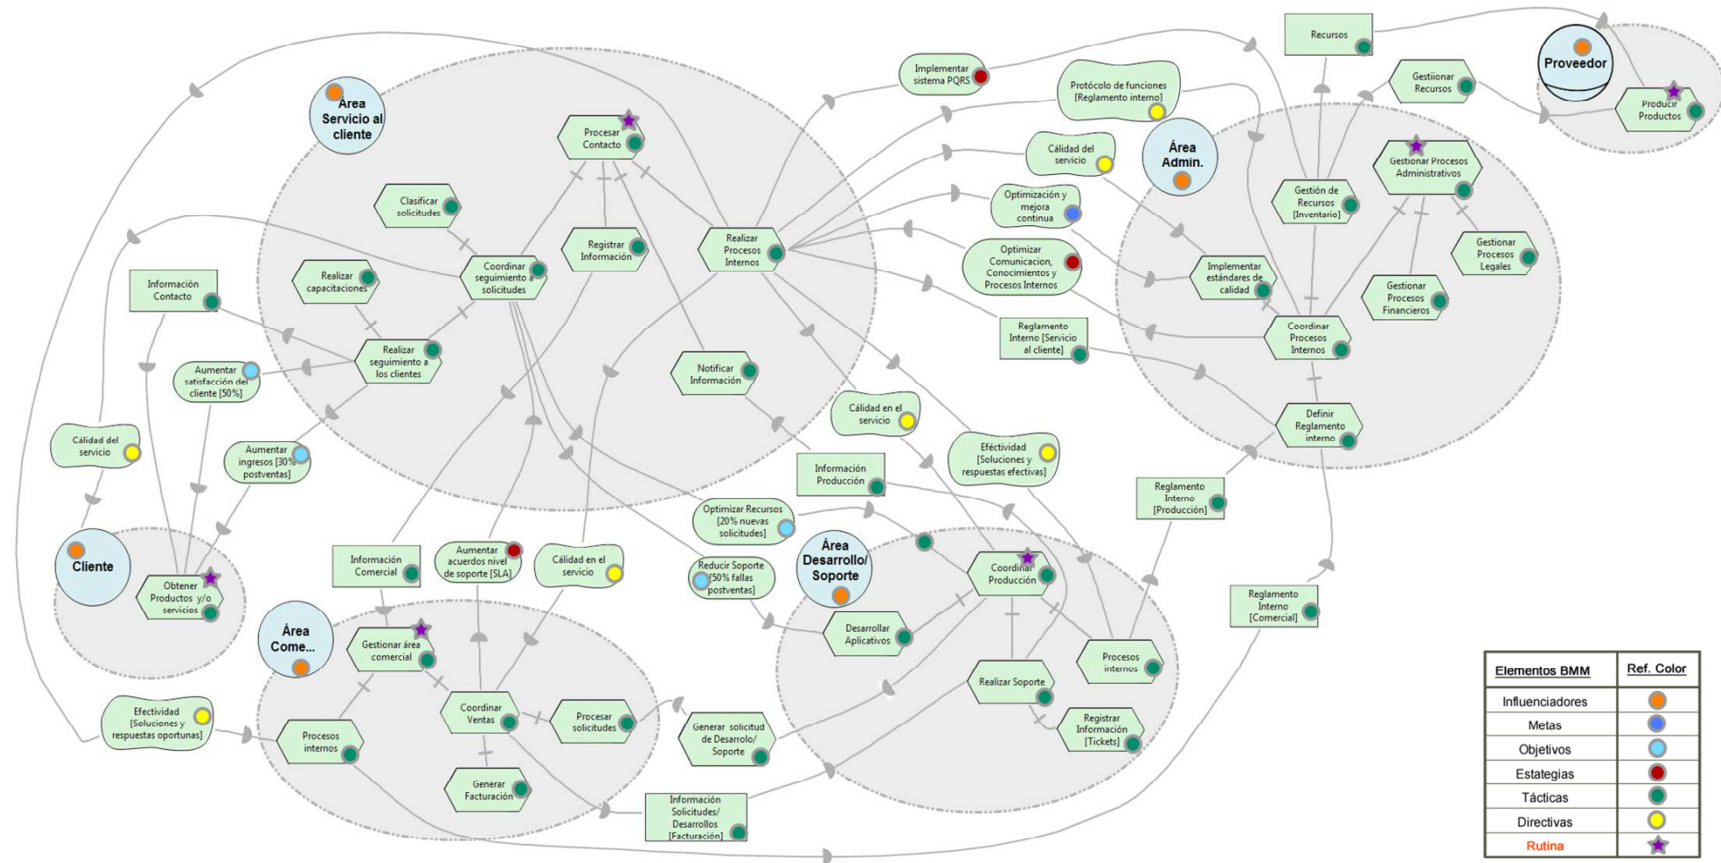 Recursos
Implementar
sistema PQRS
Protócolo de funciones
[Reglamento interno]
Gestiionar
Recursos
Proveedor
Producir
Productos
Área
Servicio al
cliente
Procesar
Contacto
Cálidad del
servicio
Área
Admin.
Gestionar Procesos
Administrativos
Clasificar
solicitudes
Optimización y
mejora
continua
Gestión de
Recursos
[Inventario]
Registrar
Información
Realizar
Procesos
Internos
Gestionar
Procesos
Legales
Realizar
capacitaciones
Coordinar
seguimiento a
solicitudes
Optimizar
Comunicacion,
Conocimientos y
Procesos Internos
Implementar
estándares de
calidad
Gestionar
Procesos
Financieros
Información
Contacto
Reglamento
Interno [Servicio
al cliente]
Coordinar
Procesos
Internos
Realizar
seguimiento a
los clientes
Notificar
Información
Aumentar
satisfacción del
cliente [50%]
Cálidad en el
servicio
Definir
Reglamento
interno
Cálidad del
servicio
Aumentar
ingresos [30%
postventas]
Eféctividad
[Soluciones y
respuestas efectivas]
Información
Producción
Reglamento
Interno
[Producción]
Optimizar Recursos
[20% nuevas
solicitudes]
Cliente
Obtener
Productos y/o
servicios
Información
Comercial
Aumentar
acuerdos nivel
de soporte [SLA]
Cálidad en el
servicio
Reducir Soporte
[50% fallas
postventas]
Área
Desarrollo/
Soporte
Coordinar
Producción
Reglamento
Interno
[Comercial]
Área
Come...
Gestionar área
comercial
Desarrollar
Aplicativos
Procesos
internos
Realizar Soporte
Efectividad
[Soluciones y
respuestas oportunas]
Procesos
internos
Coordinar
Ventas
Procesar
solicitudes
Generar solicitud
de Desarrolo/
Soporte
Registrar
Información
[Tickets]
Generar
Facturación
Información
Solicitudes/
Desarrollos
[Facturación]
Elementos BMM Ref. Color
Influenciadores
Metas
Objetivos
Estategias
Tácticas
Directivas
Rutina